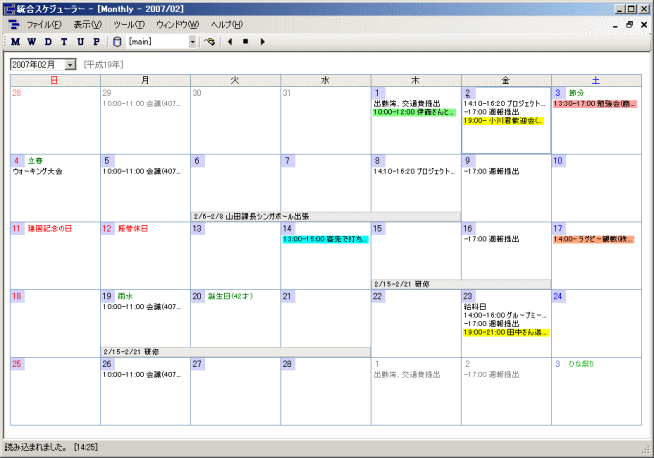 統合スケジューラー - [Monthly - 2007/02]
ファイル(F) 表示(V) ツール(T) ウィンドウ(W) ヘルプ(H)
M W D T U P [main]
2007年02月 [平成19年]
日 月 火 水 木 金 土
28 29 30 31 1 2 3 節分
10:00-11:00 会議(407...
出勤簿、交通費提出
10:00-12:00 伊藤さんと...
14:10-16:20 プロジェクト...
-17:00 週報提出
19:00- 小川君歓迎会(...
13:30-17:00 勉強会(
4 立春 5 6 7 8 9 10
ウォーキング大会
10:00-11:00 会議(407...
14:10-16:20 プロジェクト...
-17:00 週報提出
2/6-2/8 山田課長シンガポール出張
11 建国記念の日 12 振替休日 13 14 15 16 17
13:00-15:00 客先で打ち...
-17:00 週報提出
14:00- ラグビー観戦(
2/15-2/21 研修
18 19 雨水 20 誕生日(42才) 21 22 23 24
10:00-11:00 会議(407...
給料日
14:00-16:00 グループミー...
-17:00 週報提出
19:00-21:00 田中さん送...
2/15-2/21 研修
25 26 27 28 1 2 3 ひな祭り
10:00-11:00 会議(407...
出勤簿、交通費提出
-17:00 週報提出
読み込まれました。 [14:25]